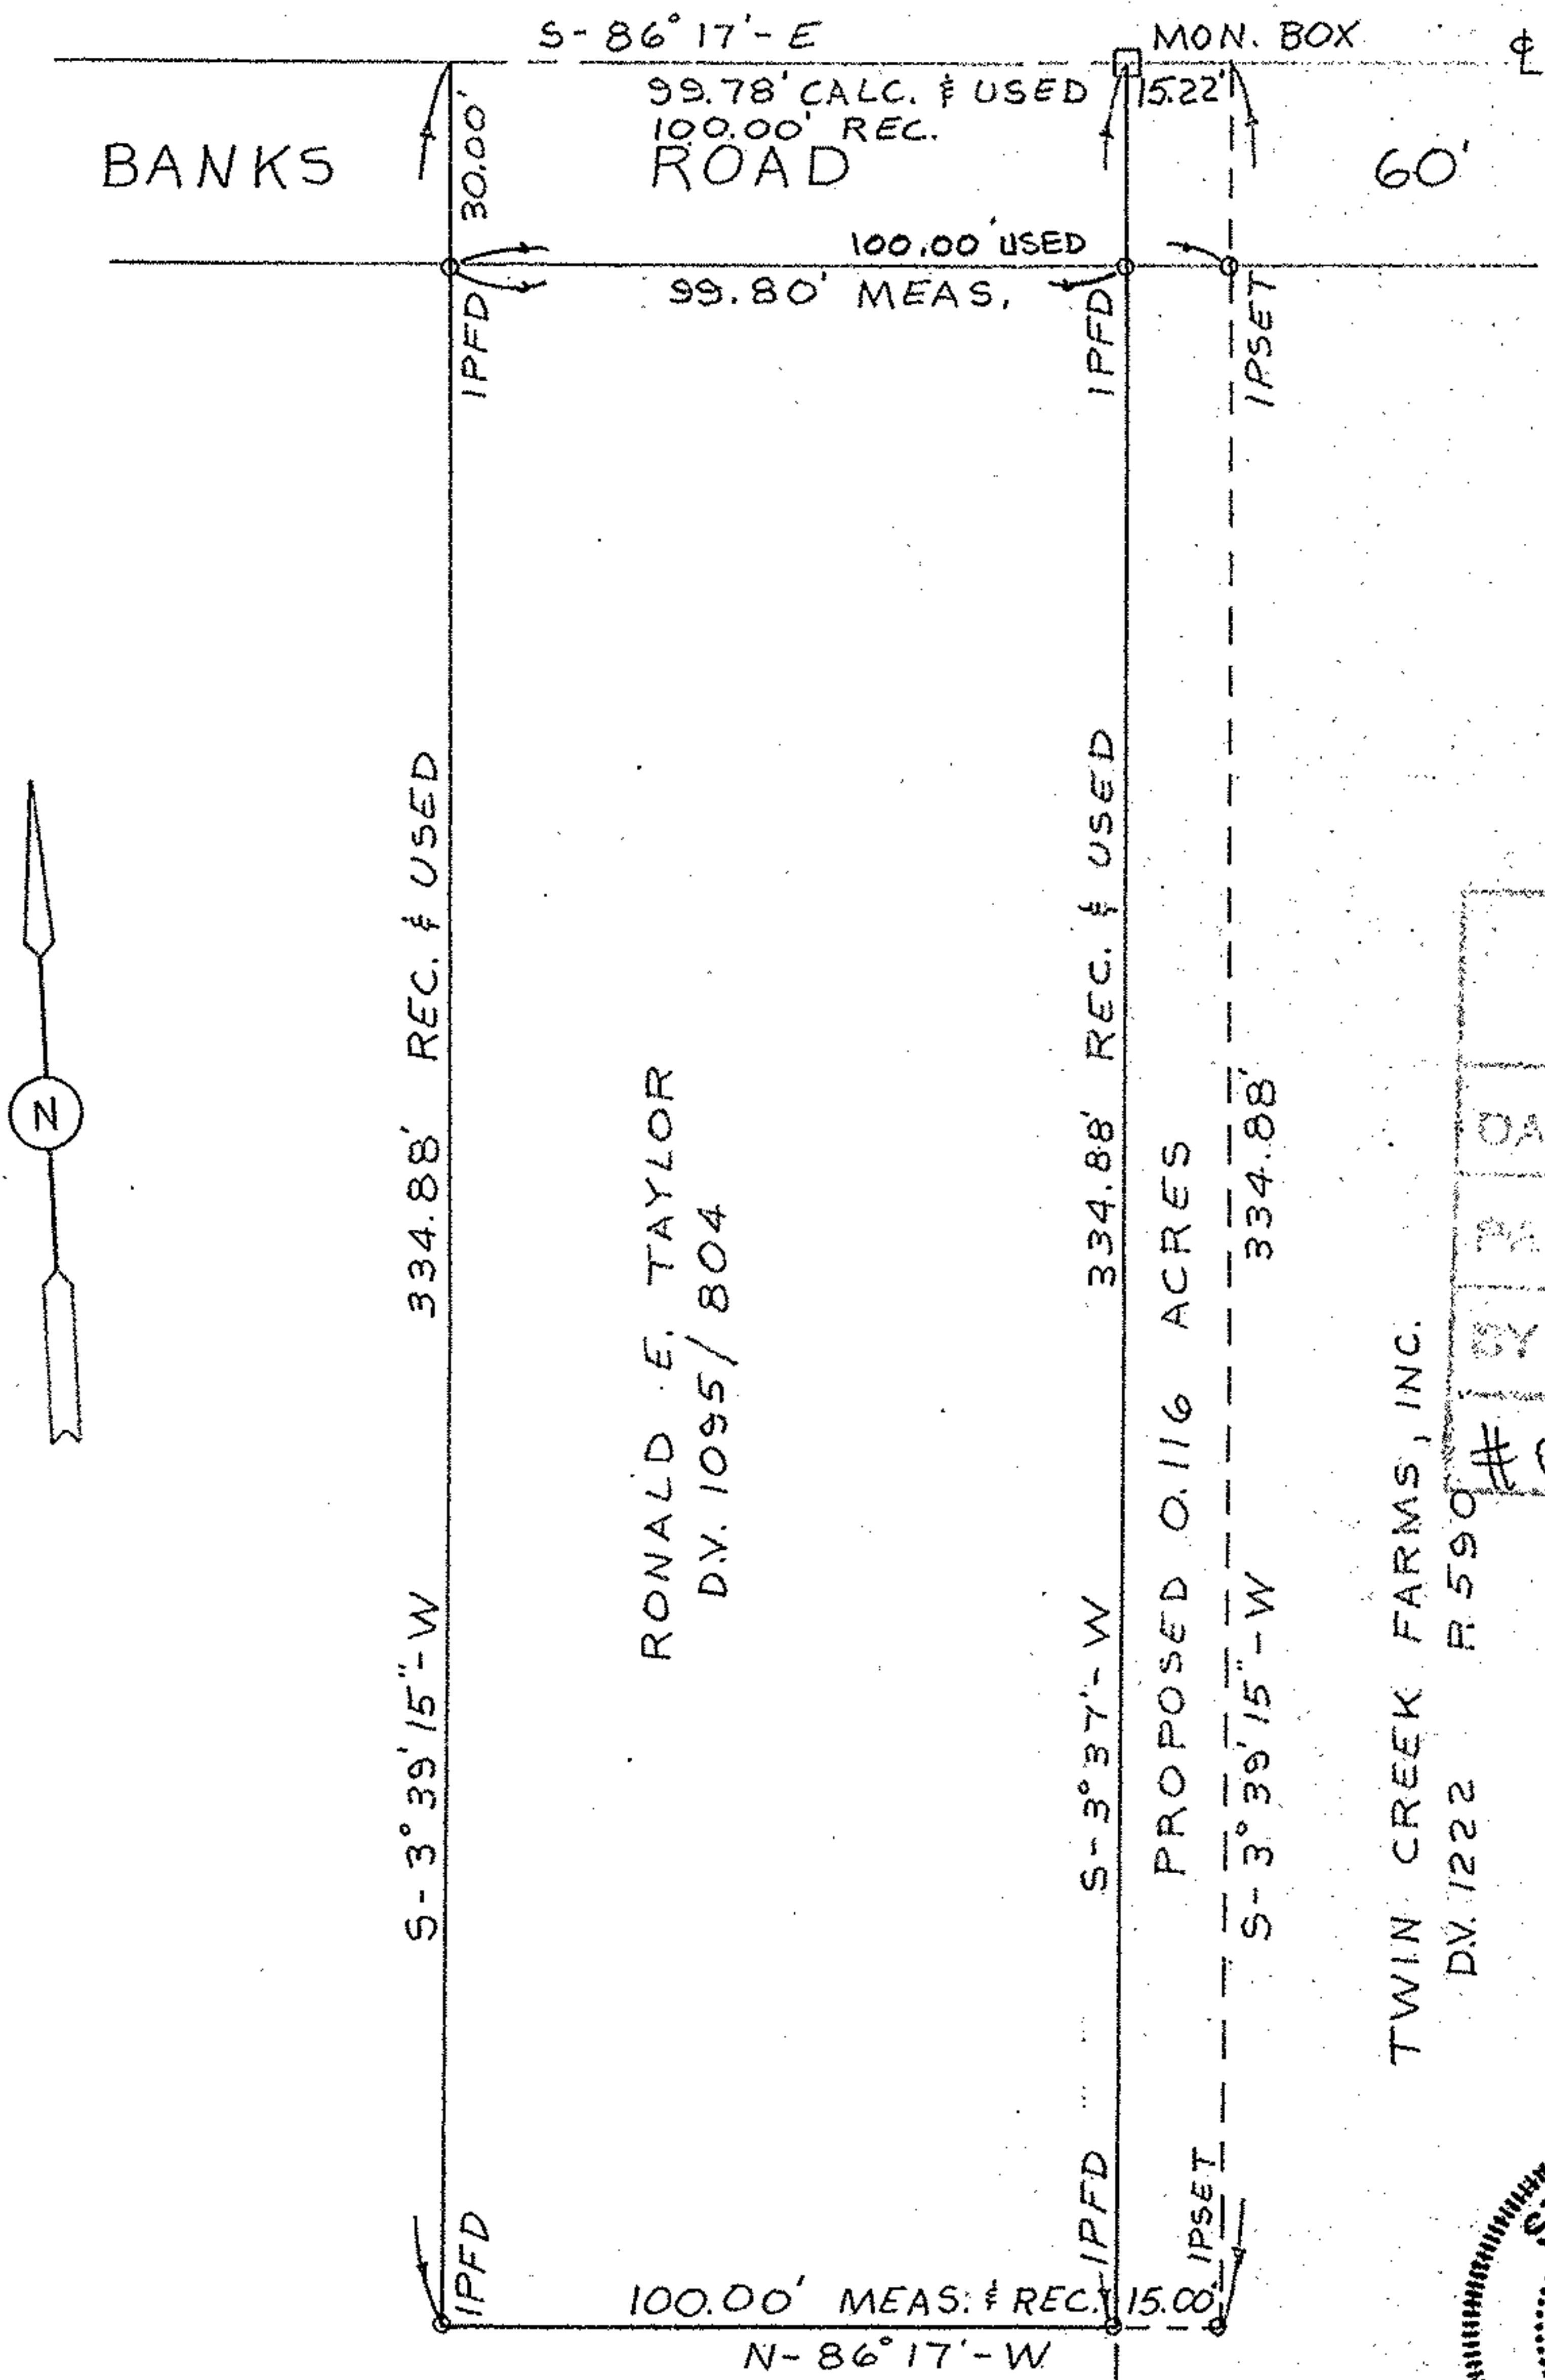 S- 86° 17'- E
MON. BOX
℄
99.78' CALC. & USED
15.22'
100.00' REC.
BANKS ROAD 60'
30.00'
100.00' USED
99.80' MEAS.
IPFD
IPFD
IPSET
334.88' REC. & USED
S- 3° 39' 15"- W
N
RONALD E. TAYLOR
D.V. 1095/804
334.88' REC. & USED
S- 3° 37'- W
PROPOSED 0.116 ACRES
334.88'
S- 3° 39' 15"- W
TWIN CREEK FARMS, INC.
D.V. 1222 P. 590
DA
PA
BY
#
IPFD
IPFD
IPSET
100.00' MEAS. & REC.
15.00'
N- 86° 17'- W